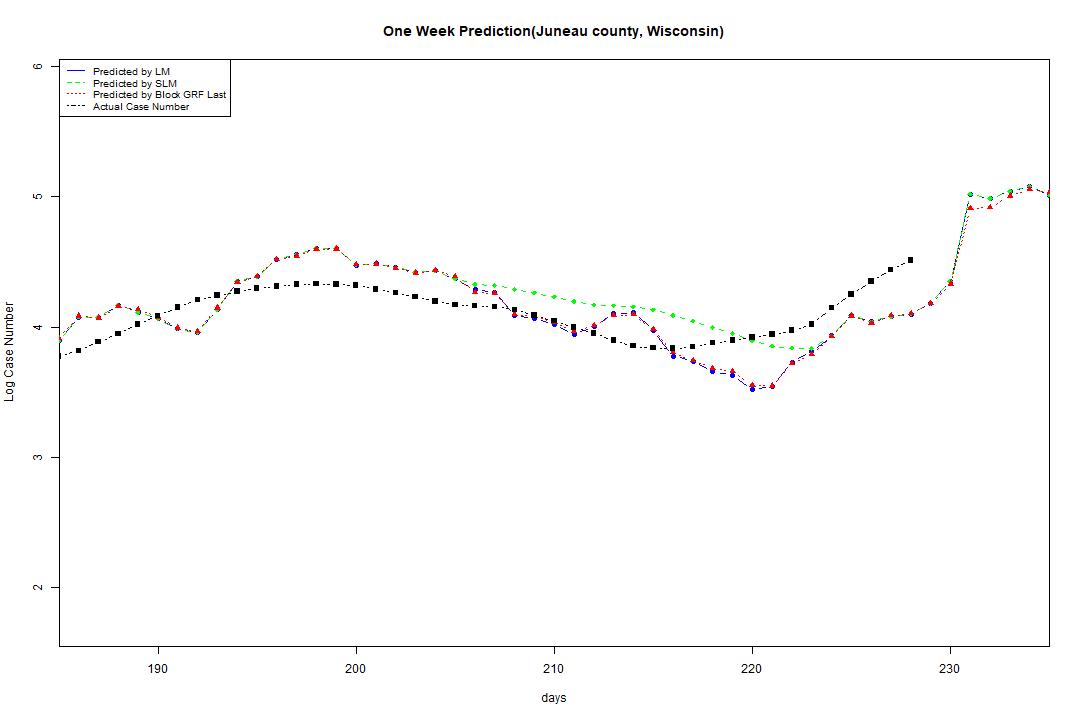 One Week Prediction(Juneau county, Wisconsin)
Predicted by LM
Predicted by SLM
Predicted by Block GRF Last
Actual Case Number
6
5
4
3
2
Log Case Number
190 200 210 220 230
days